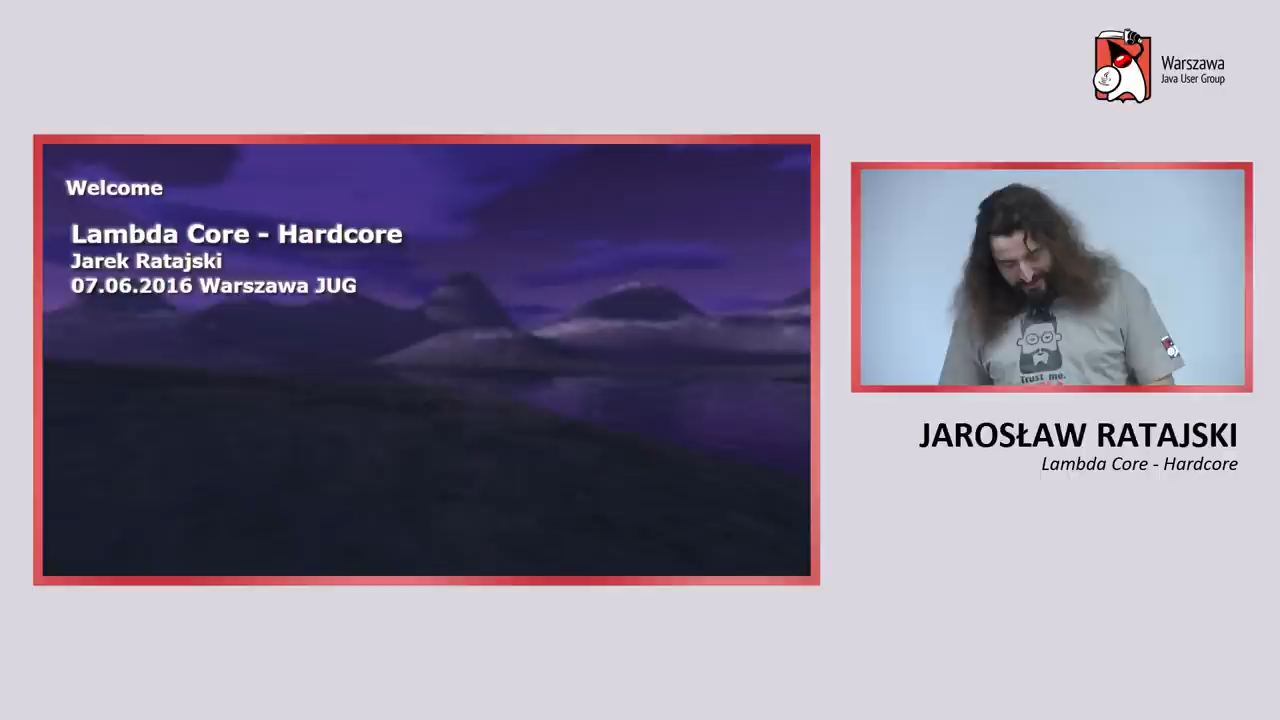 Warszawa
Java User Group
Welcome
Lambda Core - Hardcore
Jarek Ratajski
07.06.2016 Warszawa JUG
Trust me.
JAROSŁAW RATAJSKI
Lambda Core - Hardcore